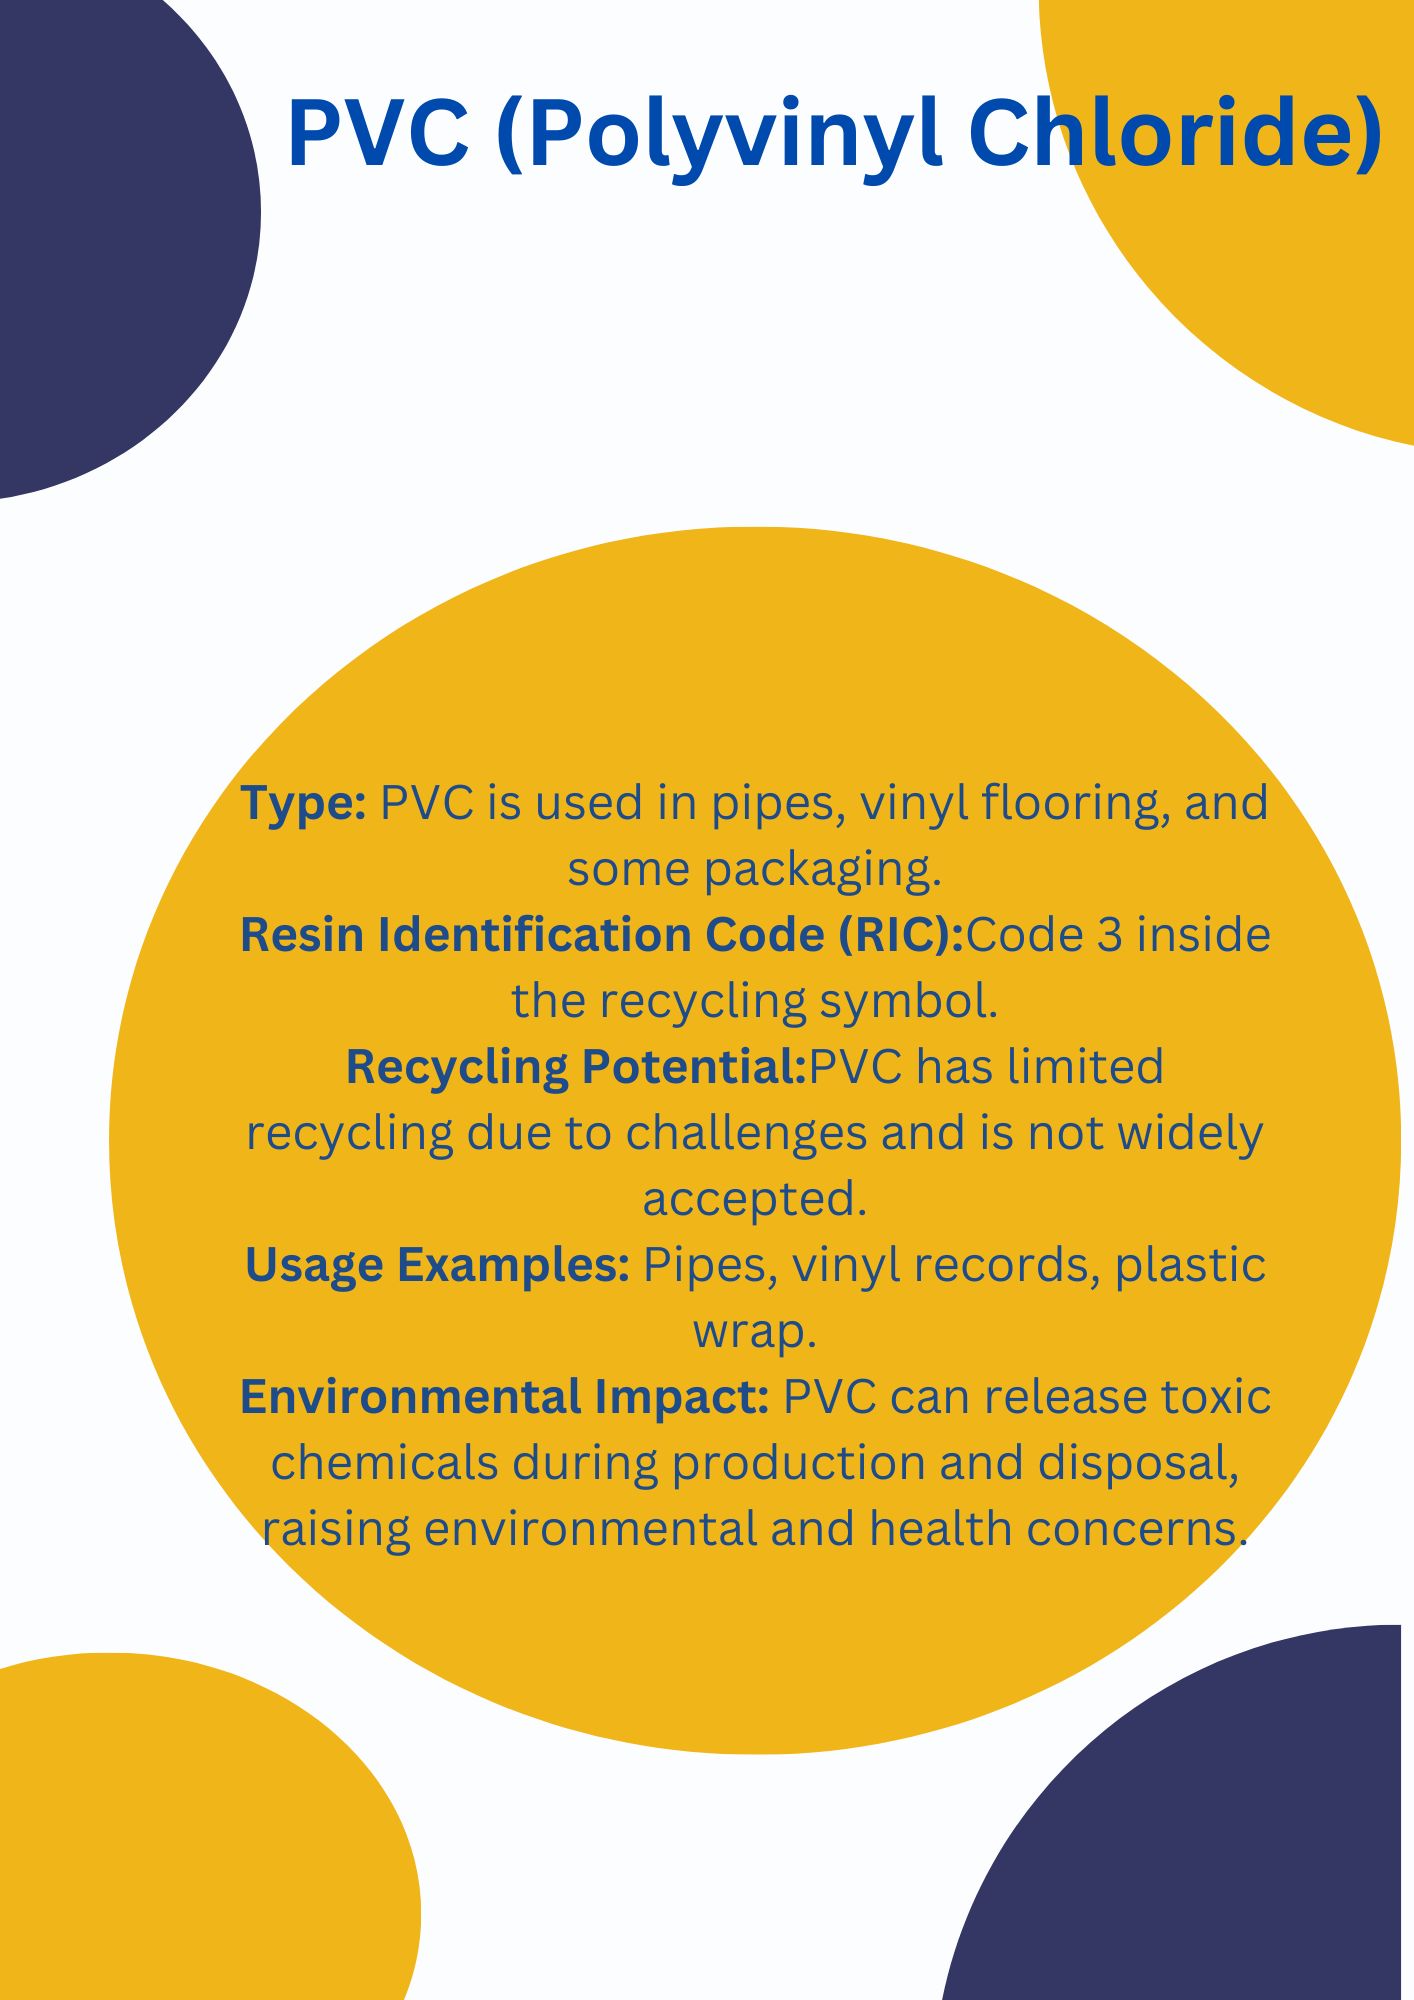 PVC (Polyvinyl Chloride)
Type: PVC is used in pipes, vinyl flooring, and
some packaging.
Resin Identification Code (RIC):Code 3 inside
the recycling symbol.
Recycling Potential:PVC has limited
recycling due to challenges and is not widely
accepted.
Usage Examples: Pipes, vinyl records, plastic
wrap.
Environmental Impact: PVC can release toxic
chemicals during production and disposal,
raising environmental and health concerns.